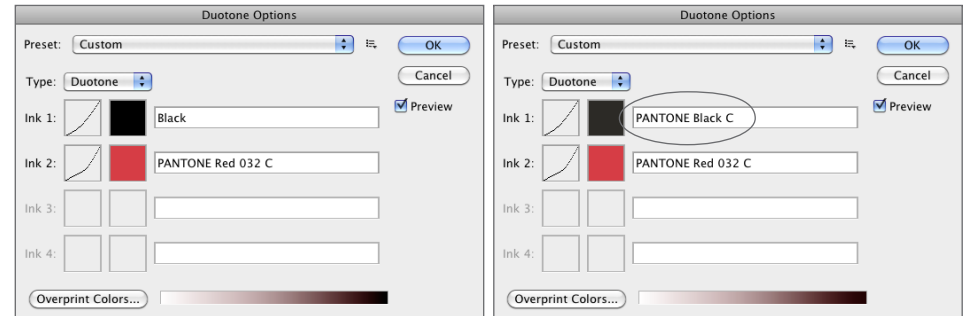 Duotone Options
Preset: Custom
OK
Type: Duotone
Cancel
Preview
Ink 1: Black
Ink 2: PANTONE Red 032 C
Ink 3:
Ink 4:
Overprint Colors...
Duotone Options
Preset: Custom
OK
Type: Duotone
Cancel
Preview
Ink 1: PANTONE Black C
Ink 2: PANTONE Red 032 C
Ink 3:
Ink 4:
Overprint Colors...